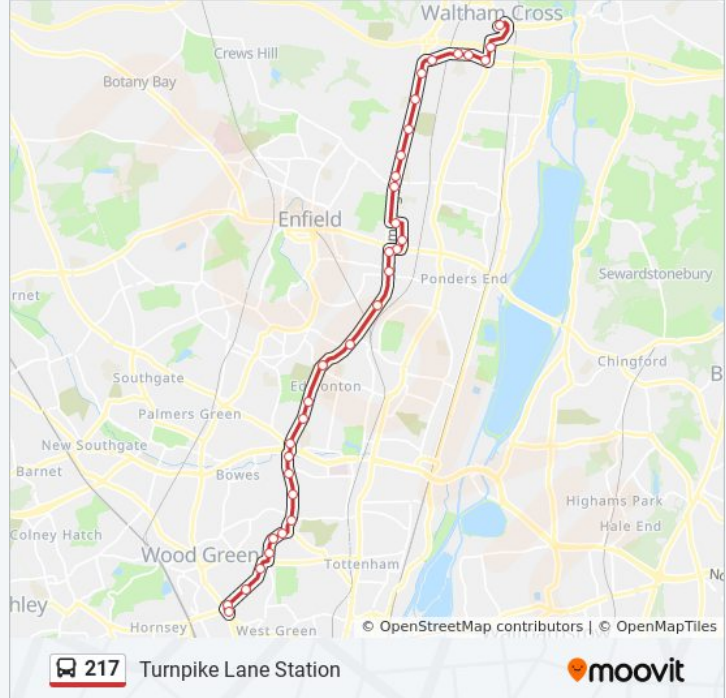 Waltham Cross
Crews Hill
Botany Bay
Enfield
Ponders End
Sewardstonebury
rnet
Chingford
Southgate
Edmonton
Palmers Green
New Southgate
Barnet
Bowes
Highams Park
Colney Hatch
Hale End
Wood Green
Tottenham
hley
Hornsey
West Green
© OpenStreetMap contributors | © OpenMapTiles
217 Turnpike Lane Station
moovit